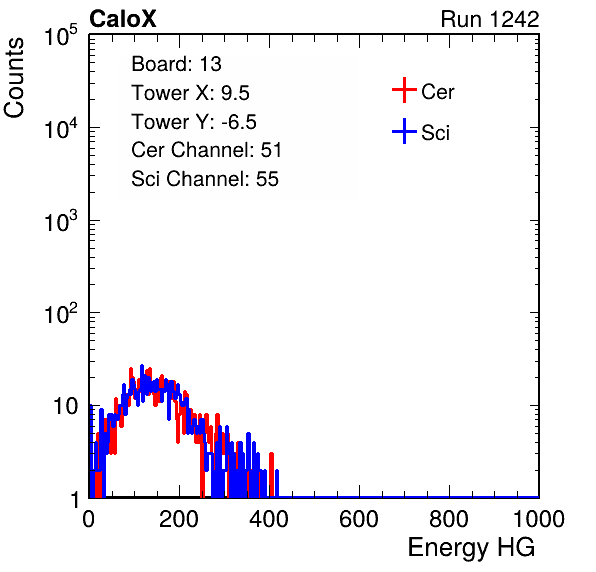 CaloX Run 1242
Board: 13
Tower X: 9.5
Tower Y: -6.5
Cer Channel: 51
Sci Channel: 55
Cer
Sci
Counts
10^5
10^4
10^3
10^2
10
1
0 200 400 600 800 1000
Energy HG